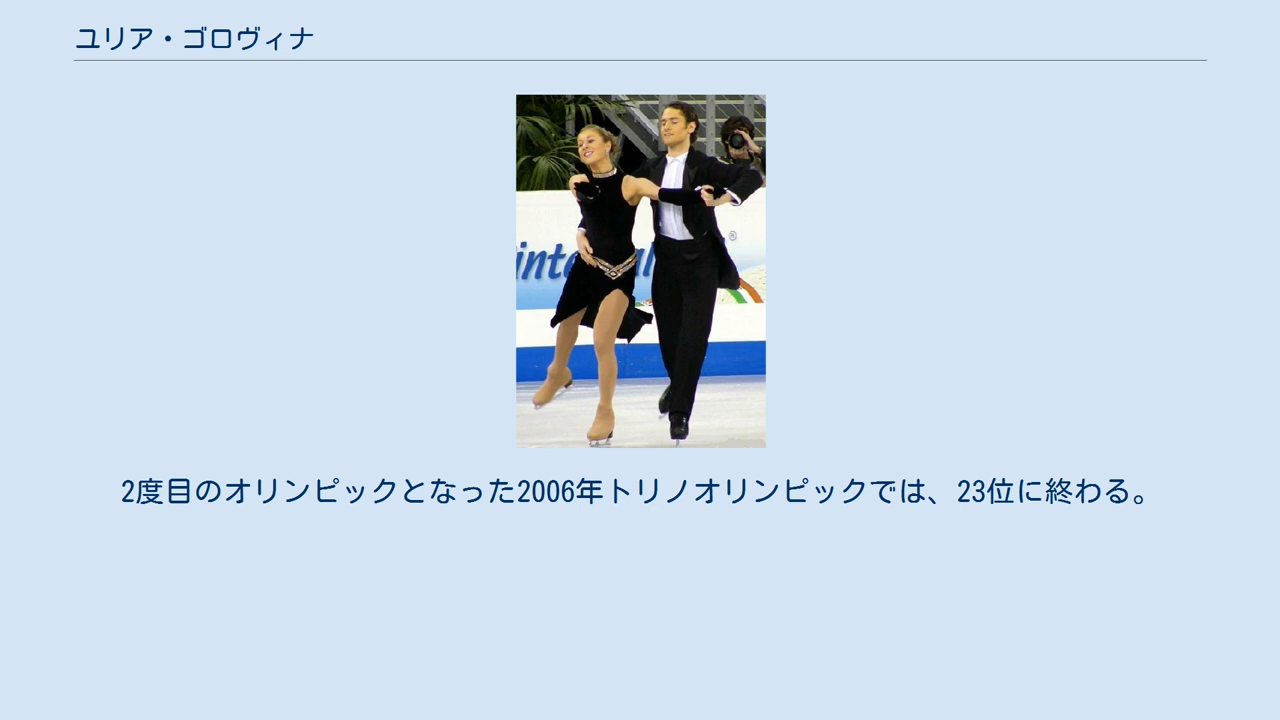 ユリア・ゴロヴィナ
2度目のオリンピックとなった2006年トリノオリンピックでは、23位に終わる。